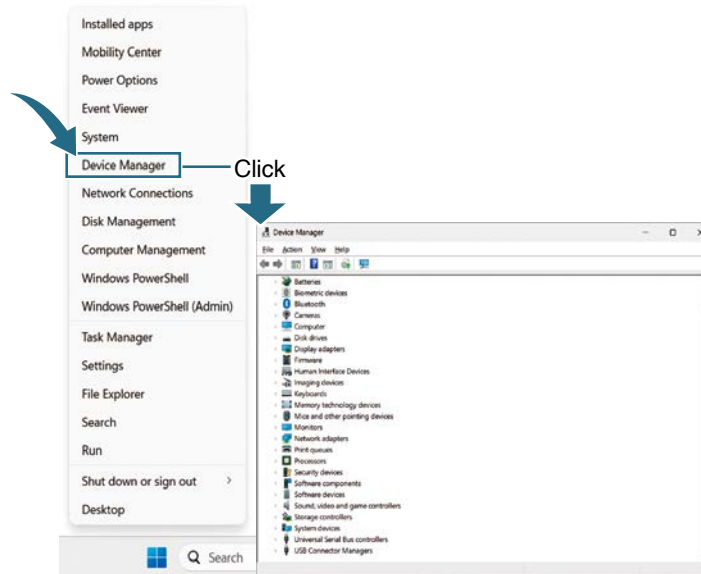 Installed apps
Mobility Center
Power Options
Event Viewer
System
Device Manager
Click
Network Connections
Disk Management
Computer Management
Windows PowerShell
Windows PowerShell (Admin)
Task Manager
Settings
File Explorer
Search
Run
Shut down or sign out
Desktop
Search
Device Manager
File Action View Help
Batteries
Biometric devices
Bluetooth
Cameras
Computer
Disk drives
Display adapters
Firmware
Human Interface Devices
Imaging devices
Keyboards
Memory technology devices
Mice and other pointing devices
Monitors
Network adapters
Print queues
Processors
Security devices
Software components
Software devices
Sound, video and game controllers
Storage controllers
System devices
Universal Serial Bus controllers
USB Connector Managers